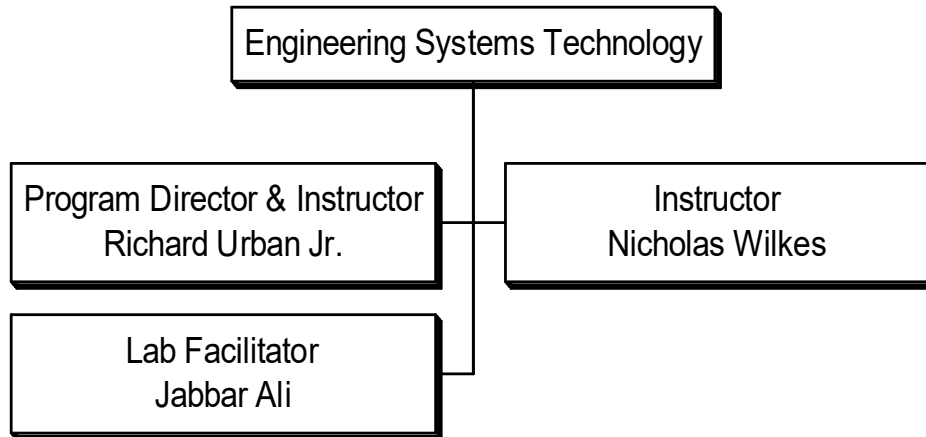 Engineering Systems Technology
Program Director & Instructor
Richard Urban Jr.
Instructor
Nicholas Wilkes
Lab Facilitator
Jabbar Ali